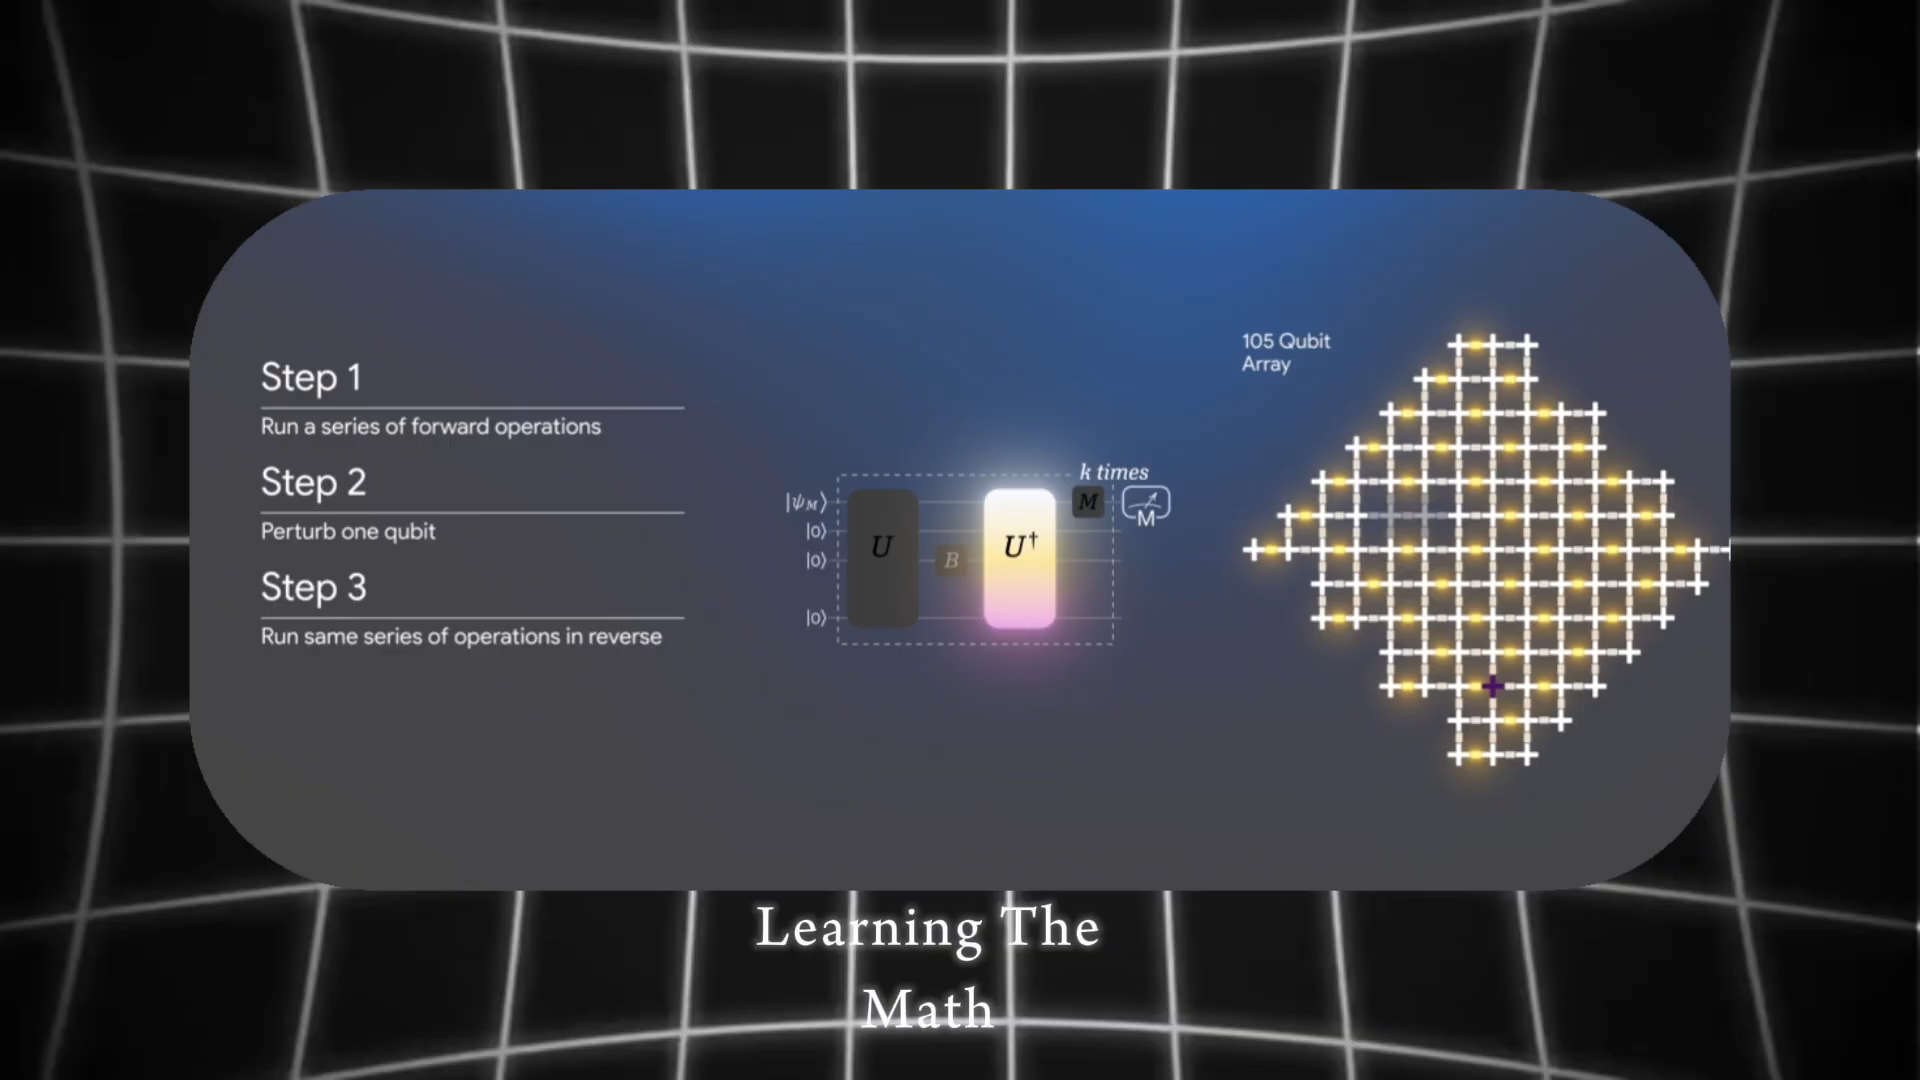 Step 1
Run a series of forward operations
Step 2
Perturb one qubit
Step 3
Run same series of operations in reverse
k times
|ψM⟩
|0⟩
|0⟩
|0⟩
U
B
U†
M
M
105 Qubit
Array
Learning The
Math